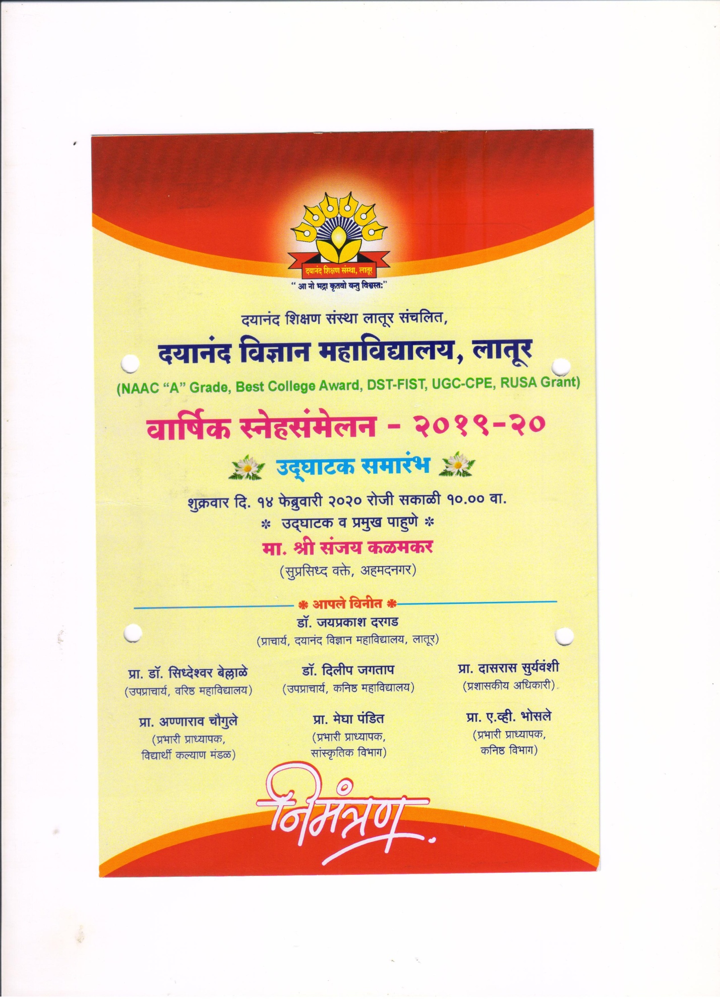 दयानंद शिक्षण संस्था, लातूर
“ आ नो भद्रा कृतवो यन्तु विश्वस्तः”
दयानंद शिक्षण संस्था लातूर संचलित,
दयानंद विज्ञान महाविद्यालय, लातूर
(NAAC “A” Grade, Best College Award, DST-FIST, UGC-CPE, RUSA Grant)
वार्षिक स्नेहसंमेलन - २०१९-२०
उद्घाटक समारंभ
शुक्रवार दि. १४ फेब्रुवारी २०२० रोजी सकाळी १०.०० वा.
* उद्घाटक व प्रमुख पाहुणे *
मा. श्री संजय कळमकर
(सुप्रसिध्द वक्ते, अहमदनगर)
* आपले विनीत *
डॉ. जयप्रकाश दरगड
(प्राचार्य, दयानंद विज्ञान महाविद्यालय, लातूर)
प्रा. डॉ. सिध्देश्वर बेल्लाळे
(उपप्राचार्य, वरिष्ठ महाविद्यालय)
डॉ. दिलीप जगताप
(उपप्राचार्य, कनिष्ठ महाविद्यालय)
प्रा. दासरास सुर्यवंशी
(प्रशासकीय अधिकारी).
प्रा. अण्णाराव चौगुले
(प्रभारी प्राध्यापक,
विद्यार्थी कल्याण मंडळ)
प्रा. मेघा पंडित
(प्रभारी प्राध्यापक,
सांस्कृतिक विभाग)
प्रा. ए.व्ही. भोसले
(प्रभारी प्राध्यापक,
कनिष्ठ विभाग)
निमंत्रण.